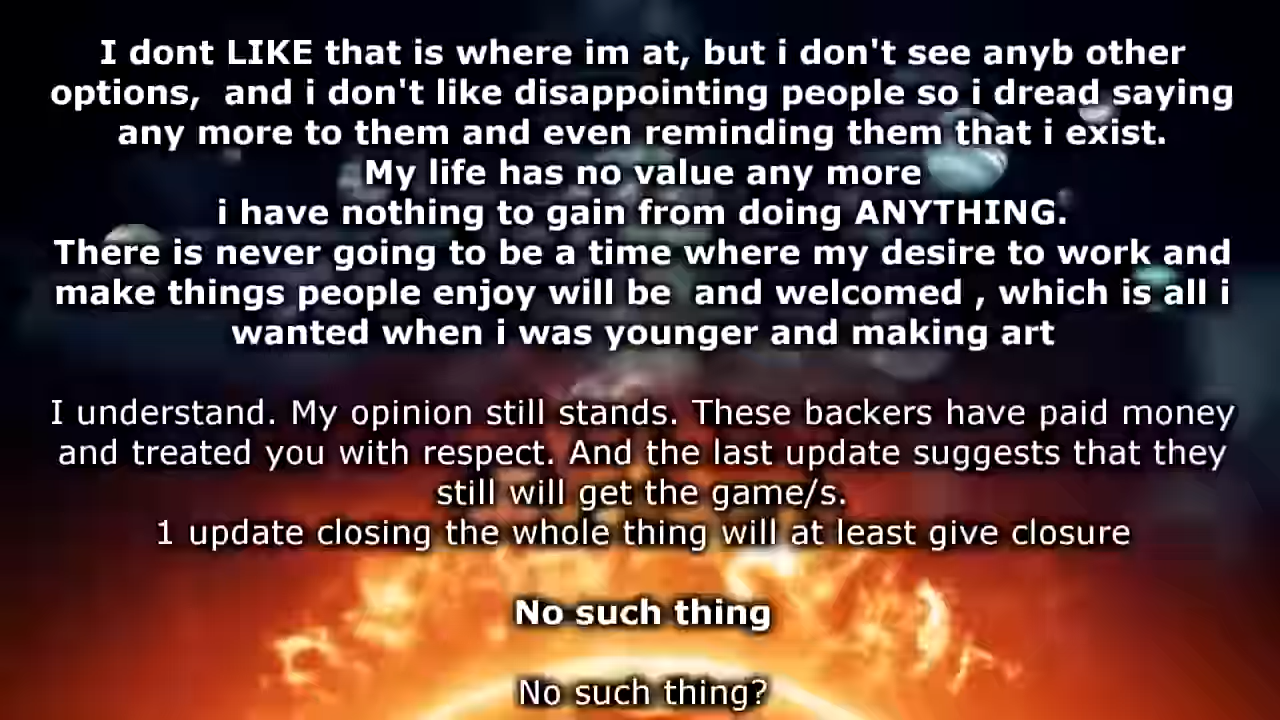 I dont LIKE that is where im at, but i don't see anyb other
options,  and i don't like disappointing people so i dread saying
any more to them and even reminding them that i exist.
My life has no value any more
i have nothing to gain from doing ANYTHING.
There is never going to be a time where my desire to work and
make things people enjoy will be  and welcomed , which is all i
wanted when i was younger and making art
I understand. My opinion still stands. These backers have paid money
and treated you with respect. And the last update suggests that they
still will get the game/s.
1 update closing the whole thing will at least give closure
No such thing
No such thing?